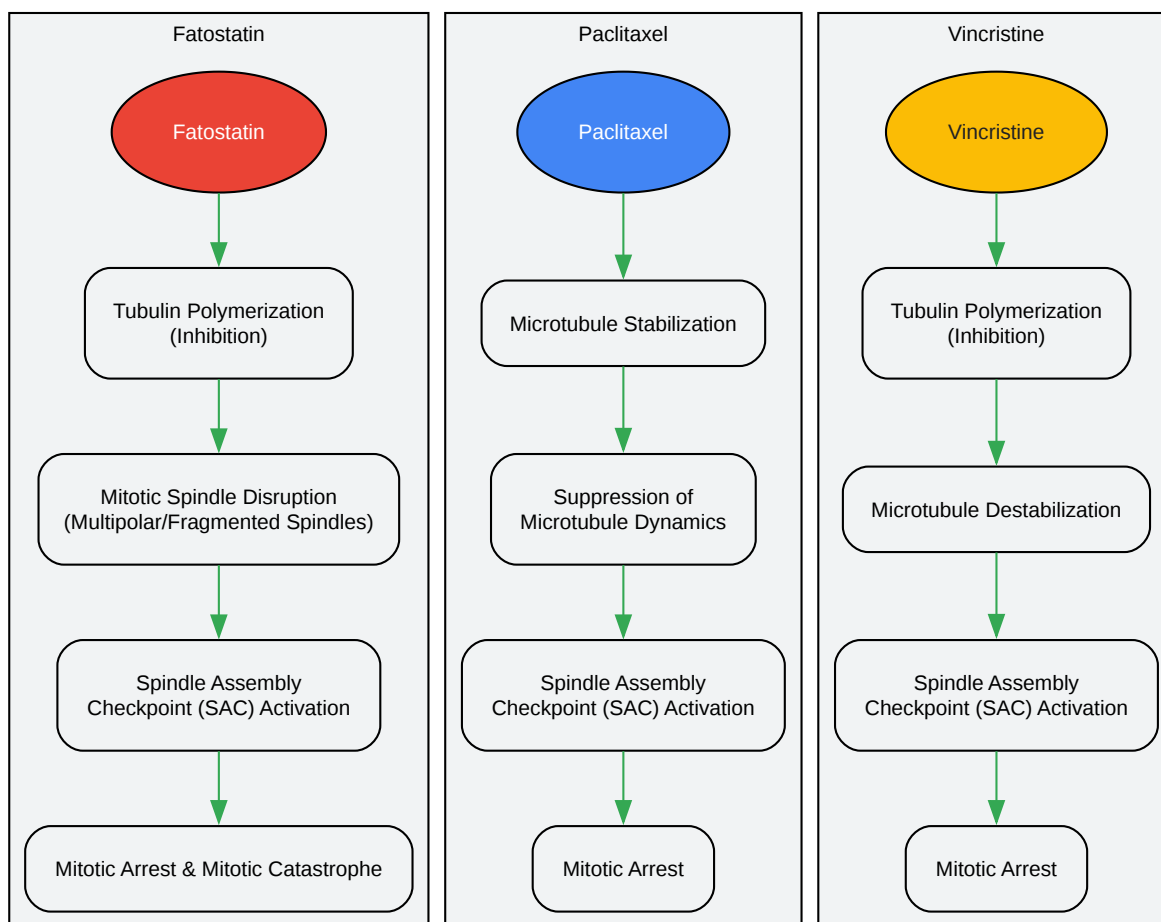 Fatostatin
Fatostatin
Tubulin Polymerization
(Inhibition)
Mitotic Spindle Disruption
(Multipolar/Fragmented Spindles)
Spindle Assembly
Checkpoint (SAC) Activation
Mitotic Arrest & Mitotic Catastrophe
Paclitaxel
Paclitaxel
Microtubule Stabilization
Suppression of
Microtubule Dynamics
Spindle Assembly
Checkpoint (SAC) Activation
Mitotic Arrest
Vincristine
Vincristine
Tubulin Polymerization
(Inhibition)
Microtubule Destabilization
Spindle Assembly
Checkpoint (SAC) Activation
Mitotic Arrest